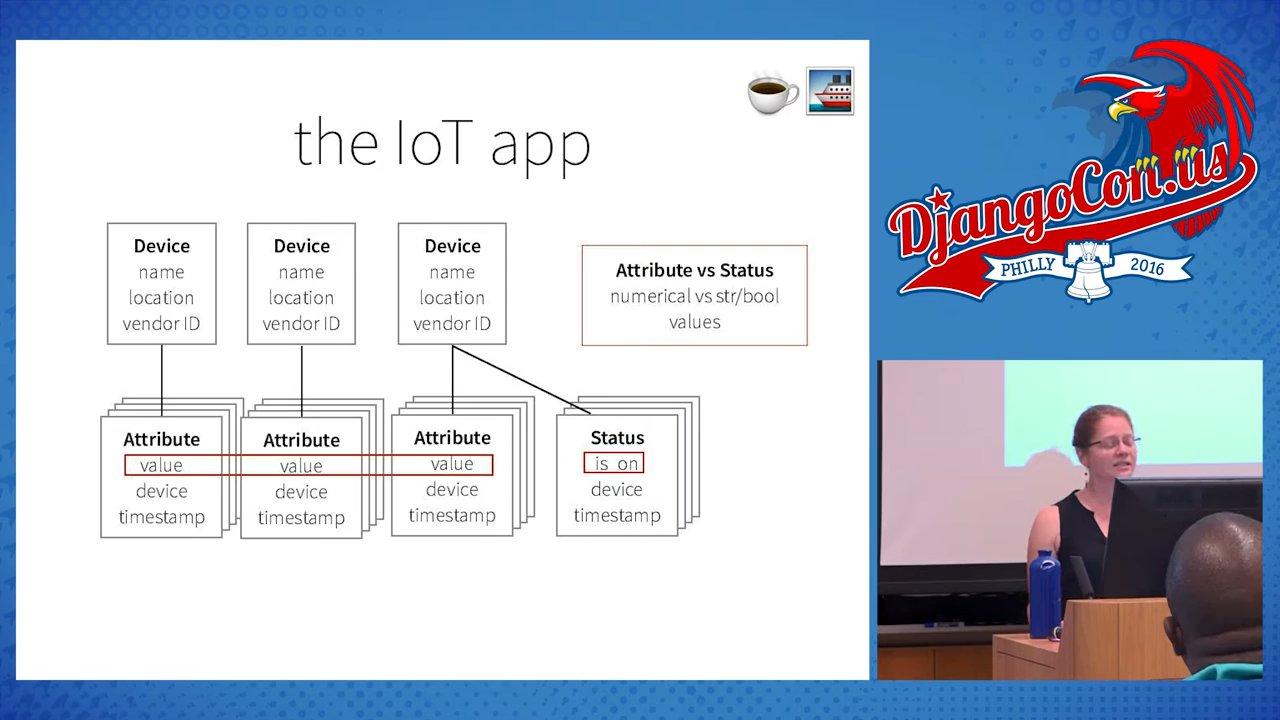 the IoT app
Device
name
location
vendor ID
Device
name
location
vendor ID
Device
name
location
vendor ID
Attribute vs Status
numerical vs str/bool
values
Attribute
value
device
timestamp
Attribute
value
device
timestamp
Attribute
value
device
timestamp
Status
is_on
device
timestamp
DjangoCon.us
PHILLY 2016